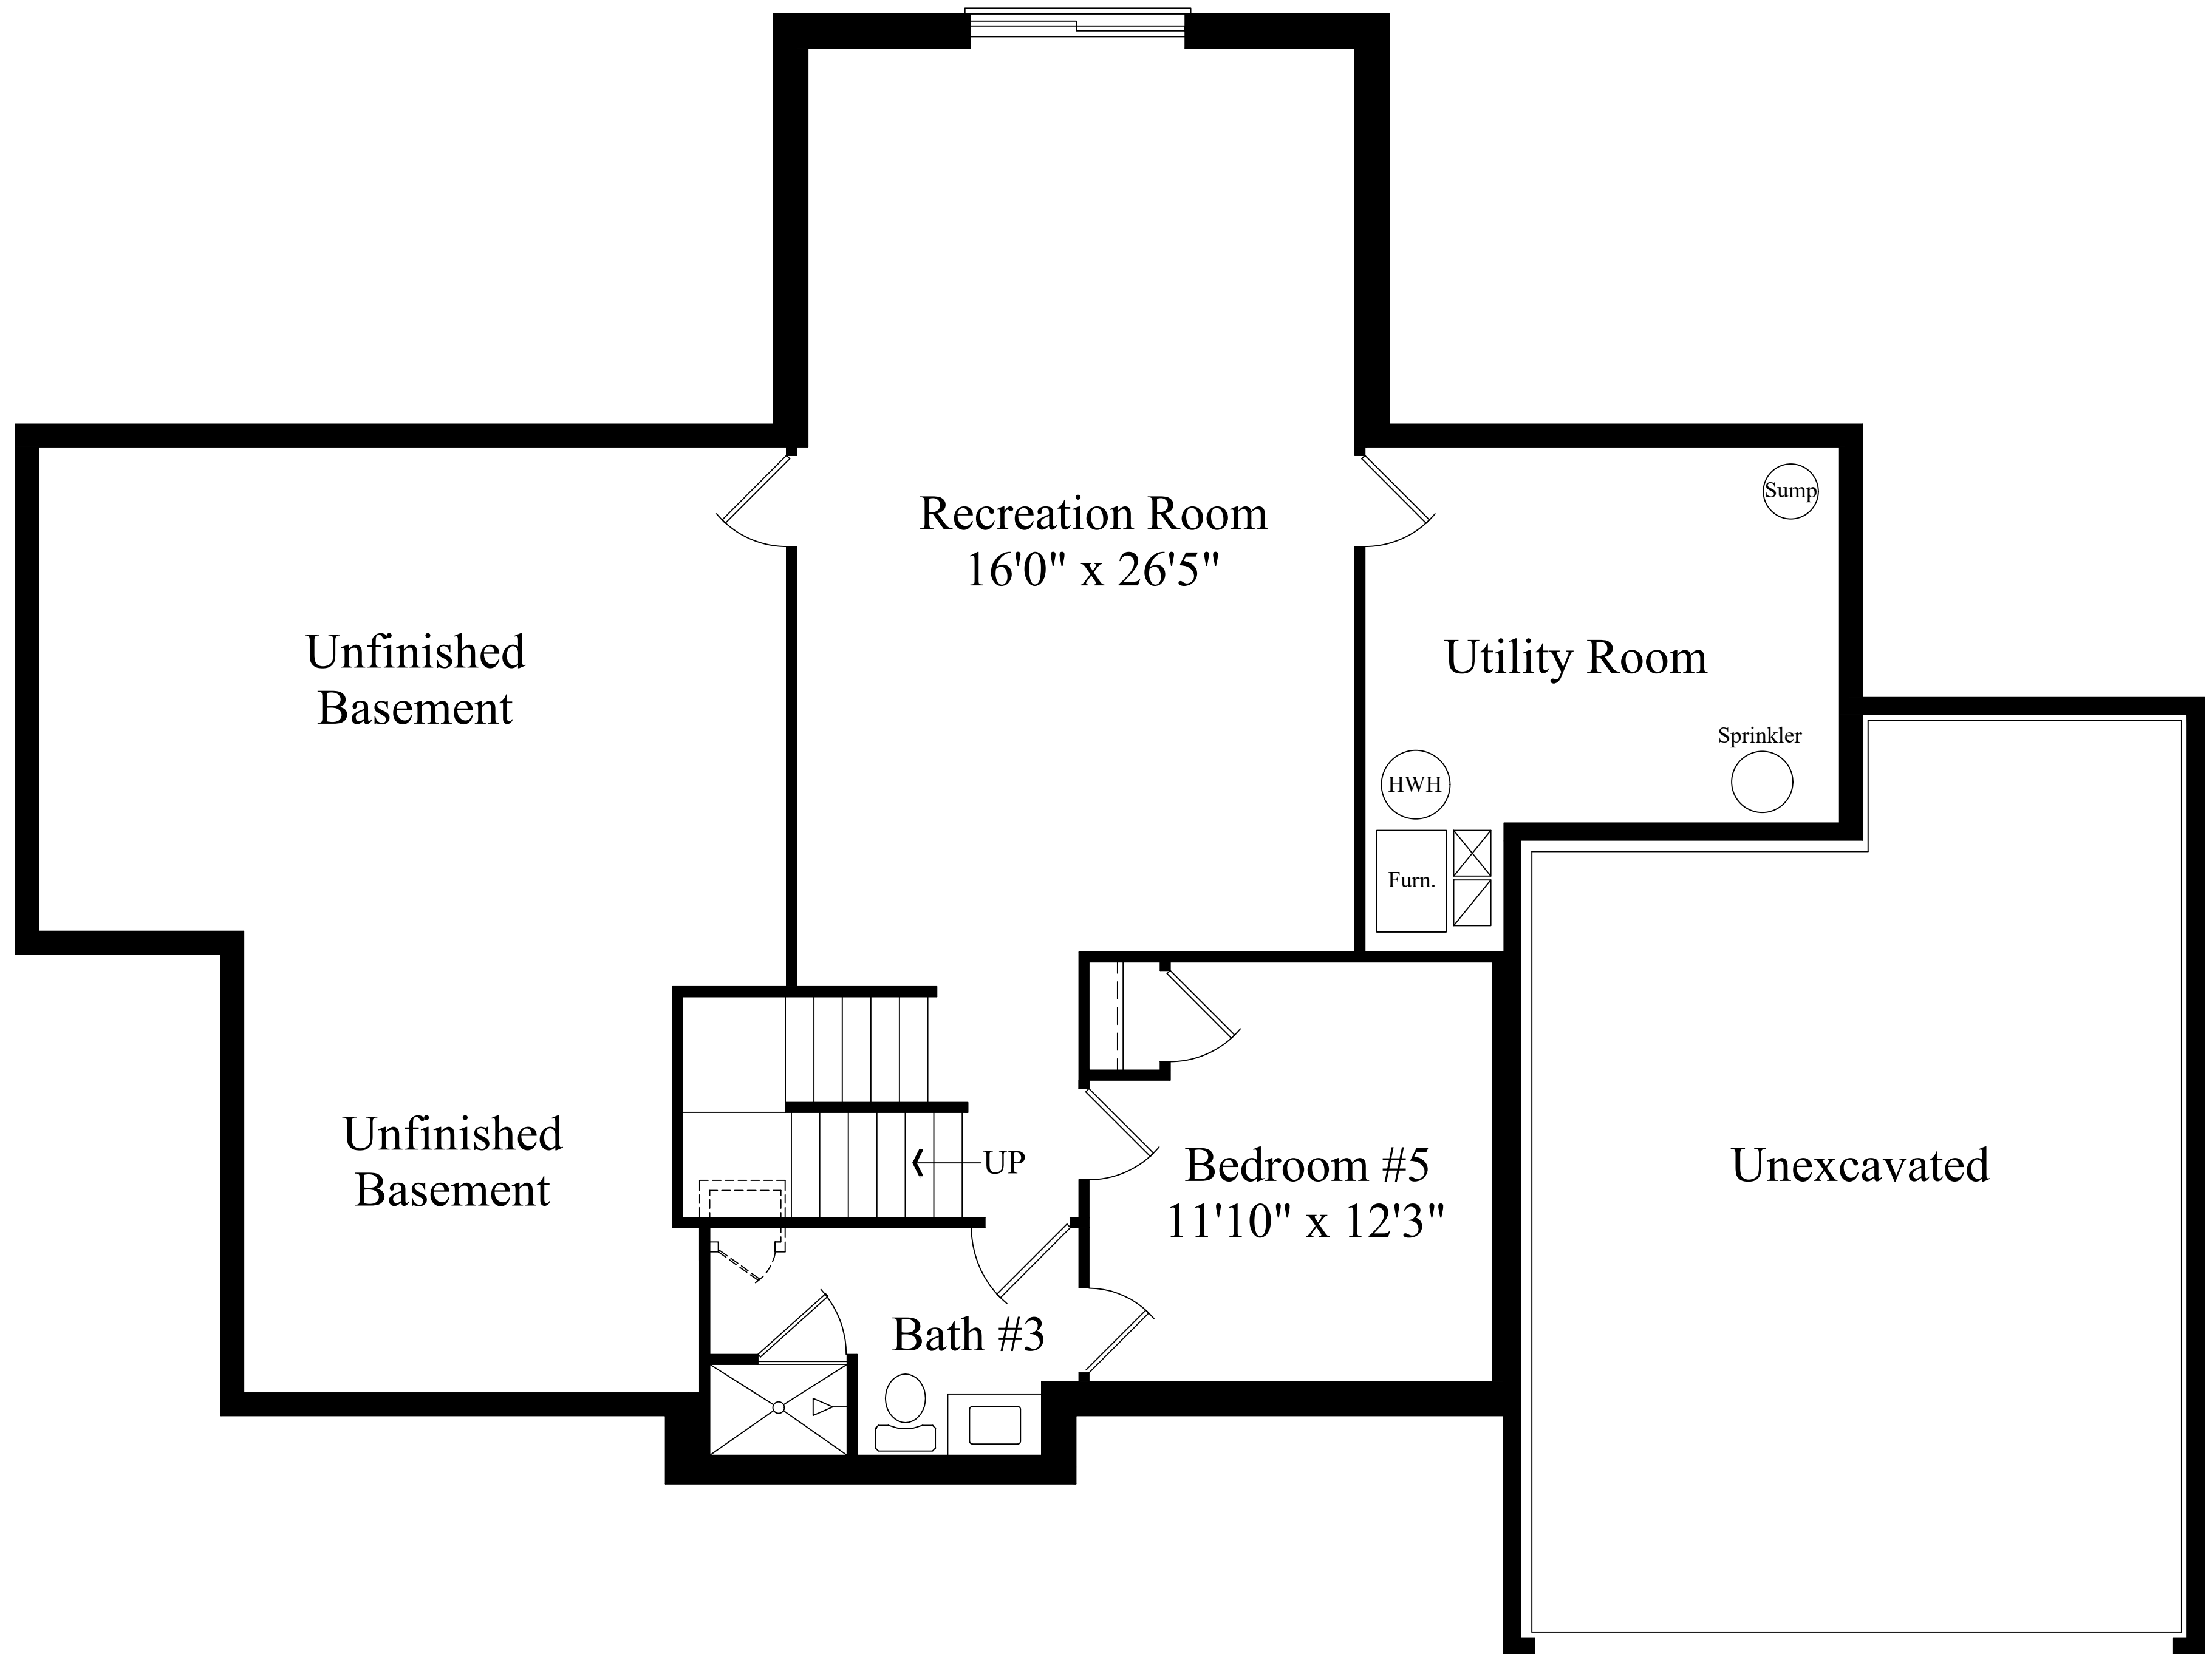 Recreation Room
16'0" x 26'5"
Sump
Unfinished
Basement
Utility Room
Sprinkler
HWH
Furn.
Unfinished
Basement
UP
Bedroom #5
11'10" x 12'3"
Unexcavated
Bath #3